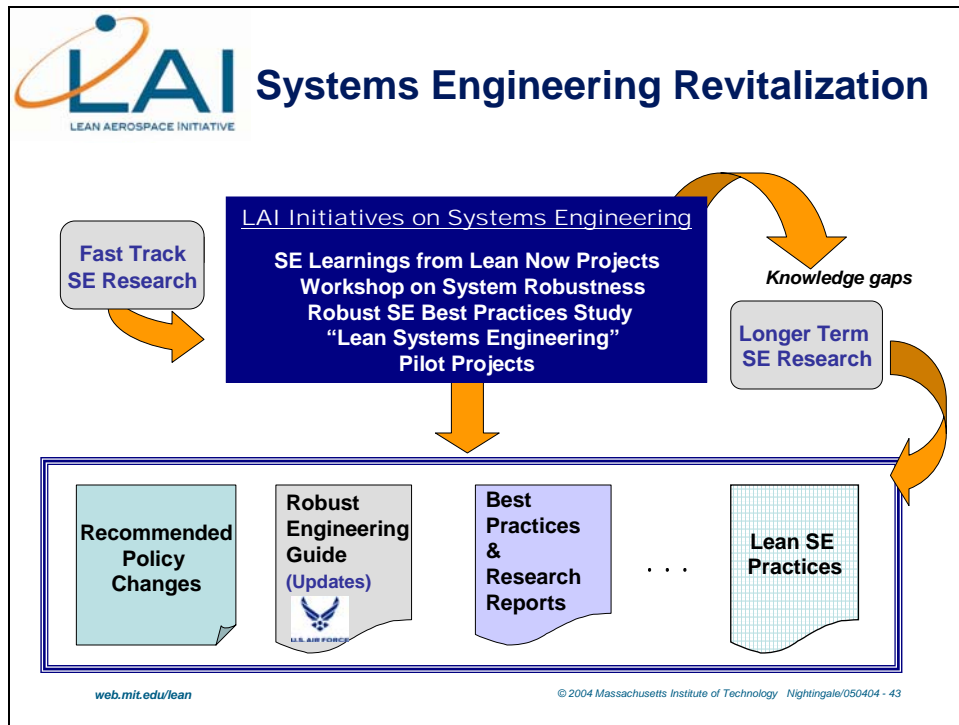 LAI
LEAN AEROSPACE INITIATIVE
Systems Engineering Revitalization
Fast Track
SE Research
LAI Initiatives on Systems Engineering
SE Learnings from Lean Now Projects
Workshop on System Robustness
Robust SE Best Practices Study
“Lean Systems Engineering”
Pilot Projects
Knowledge gaps
Longer Term
SE Research
Recommended
Policy
Changes
Robust
Engineering
Guide
(Updates)
U.S. AIR FORCE
Best
Practices
&
Research
Reports
. . .
Lean SE
Practices
web.mit.edu/lean
© 2004 Massachusetts Institute of Technology Nightingale/050404 - 43